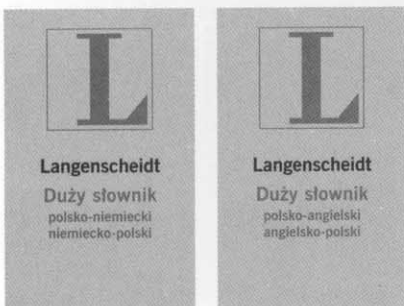 L
Langenscheidt
Duży słownik
polsko-niemiecki
niemiecko-polski
L
Langenscheidt
Duży słownik
polsko-angielski
angielsko-polski